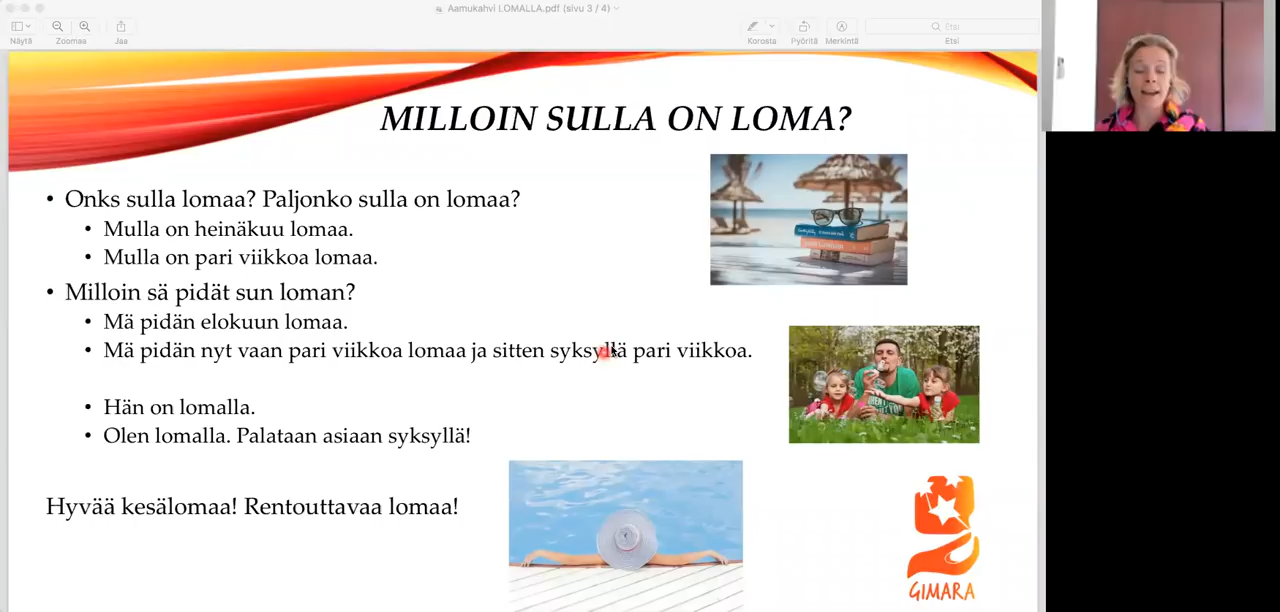 Aamukahvi LOMALLA.pdf (sivu 3 / 4)
Näytä
Zoomaa
Jaa
Korosta
Pyöritä
Merkintä
Etsi
Etsi
MILLOIN SULLA ON LOMA?
• Onks sulla lomaa? Paljonko sulla on lomaa?
• Mulla on heinäkuu lomaa.
• Mulla on pari viikkoa lomaa.
• Milloin sä pidät sun loman?
• Mä pidän elokuun lomaa.
• Mä pidän nyt vaan pari viikkoa lomaa ja sitten syksyllä pari viikkoa.
• Hän on lomalla.
• Olen lomalla. Palataan asiaan syksyllä!
Hyvää kesälomaa! Rentouttavaa lomaa!
GIMARA